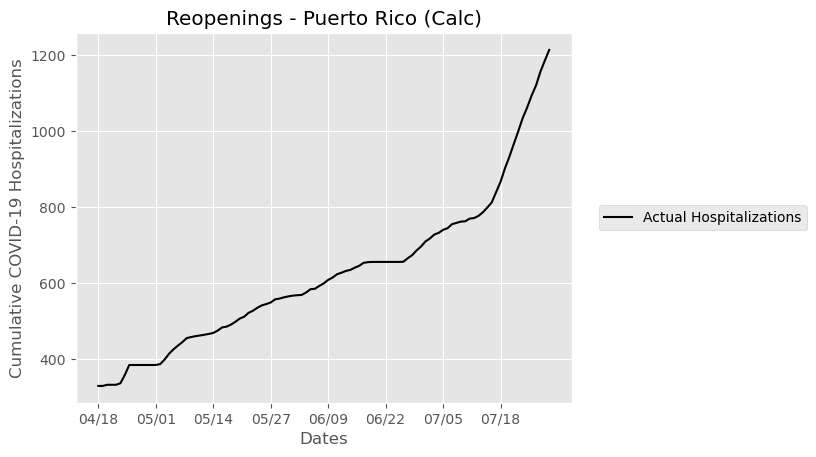 Reopenings - Puerto Rico (Calc)
Cumulative COVID-19 Hospitalizations
1200
1000
800
600
400
04/18 05/01 05/14 05/27 06/09 06/22 07/05 07/18
Dates
Actual Hospitalizations